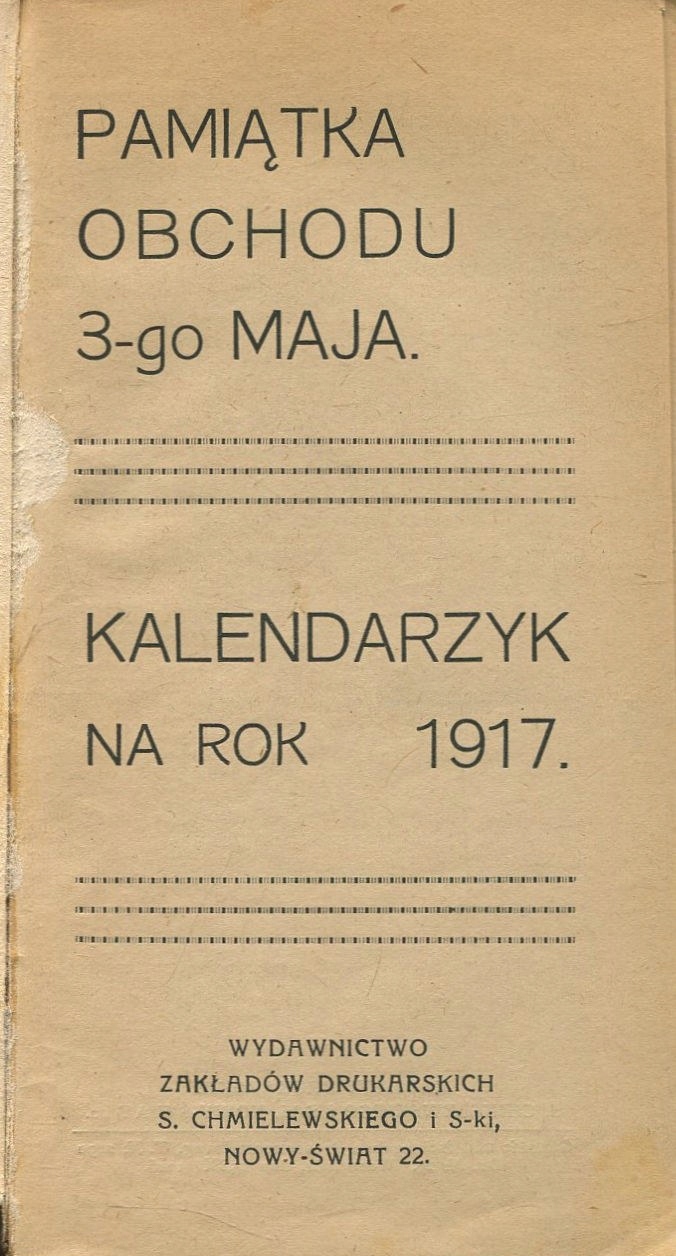 PAMIĄTKA
OBCHODU
3-go MAJA.
KALENDARZYK
NA ROK 1917.
WYDAWNICTWO
ZAKŁADÓW DRUKARSKICH
S. CHMIELEWSKIEGO i S-ki,
NOWY-ŚWIAT 22.